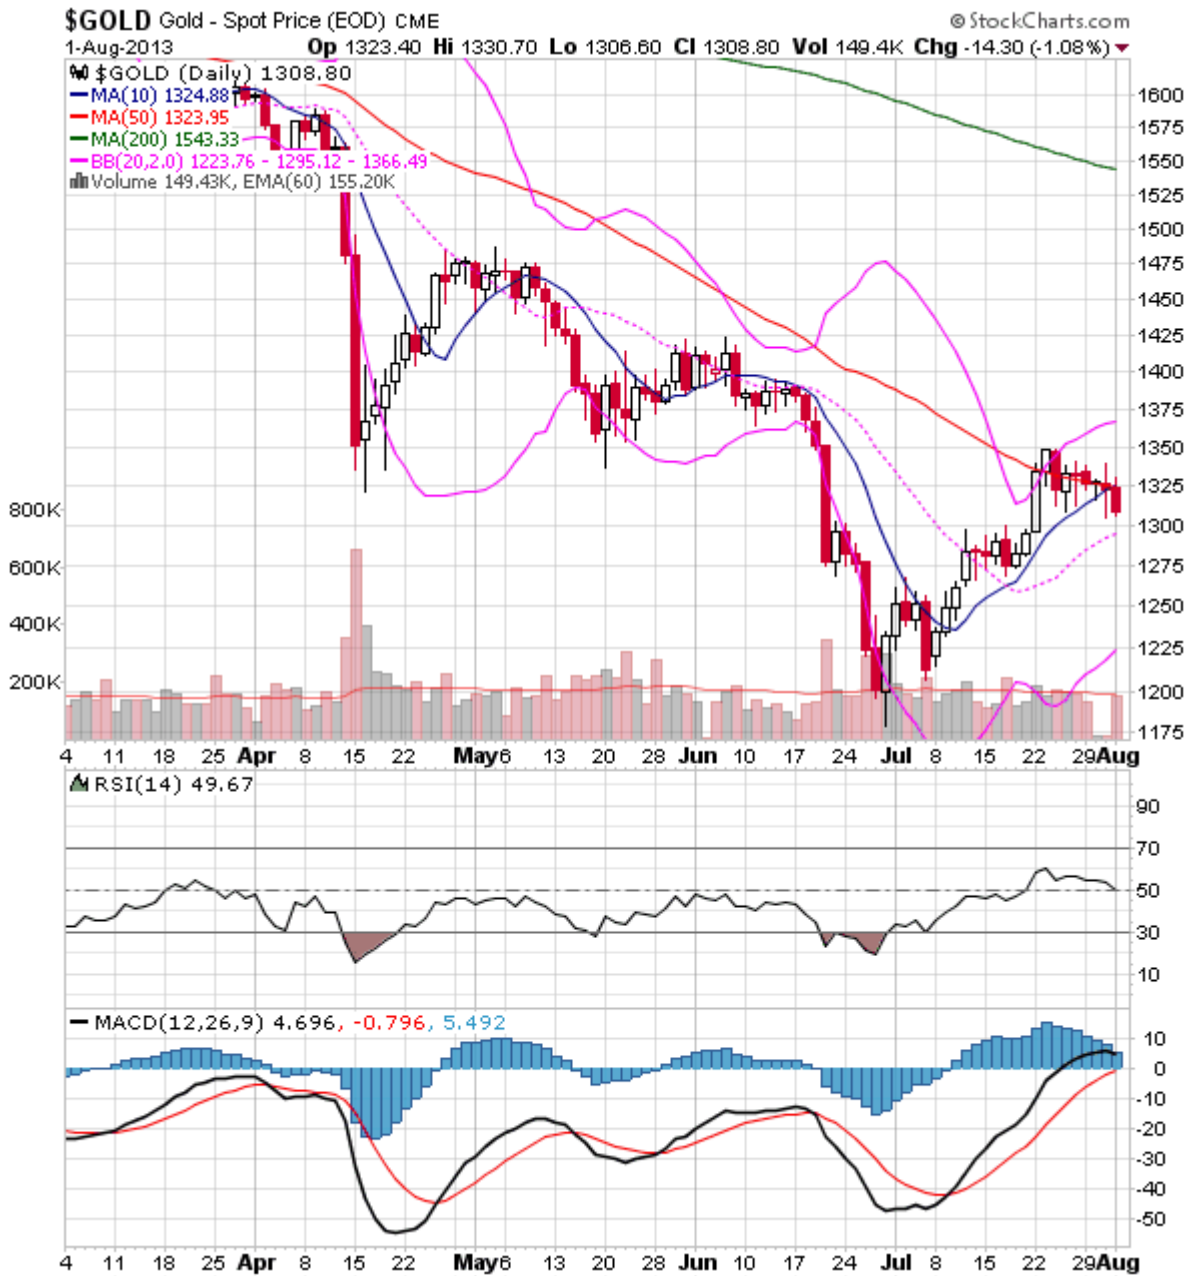 $GOLD Gold - Spot Price (EOD) CME © StockCharts.com
1-Aug-2013 Op 1323.40 Hi 1330.70 Lo 1306.60 Cl 1308.80 Vol 149.4K Chg -14.30 (-1.08%)
$GOLD (Daily) 1308.80
MA(10) 1324.88
MA(50) 1323.95
MA(200) 1543.33
BB(20,2.0) 1223.76 - 1295.12 - 1366.49
Volume 149.43K, EMA(60) 155.20K
1600
1575
1550
1525
1500
1475
1450
1425
1400
1375
1350
1325
1300
1275
1250
1225
1200
1175
800K
600K
400K
200K
4 11 18 25 Apr 8 15 22 May 6 13 20 28 Jun 10 17 24 Jul 8 15 22 29 Aug
RSI(14) 49.67
90
70
50
30
10
MACD(12,26,9) 4.696, -0.796, 5.492
10
0
-10
-20
-30
-40
-50
4 11 18 25 Apr 8 15 22 May 6 13 20 28 Jun 10 17 24 Jul 8 15 22 29 Aug